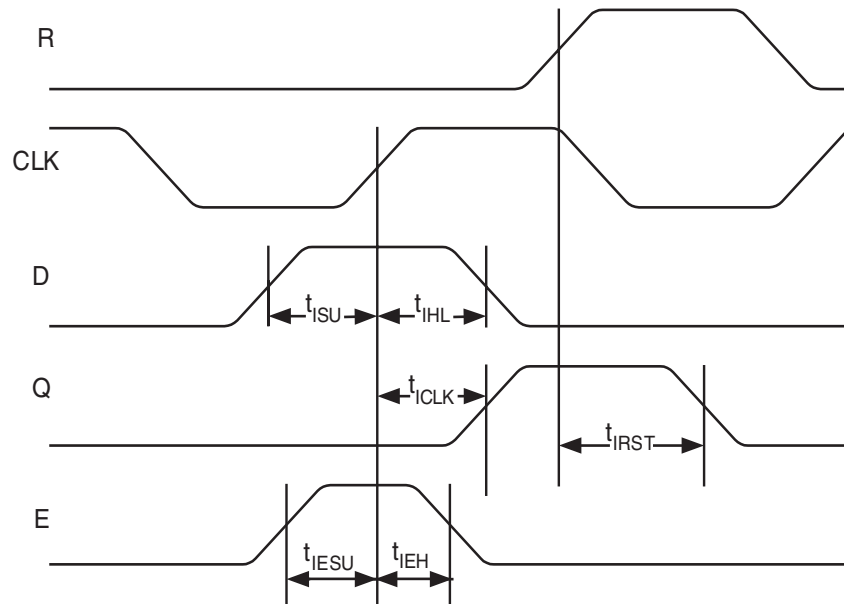 R
CLK
D
tISU tIHL
Q
tICLK
tIRST
E
tIESU tIEH